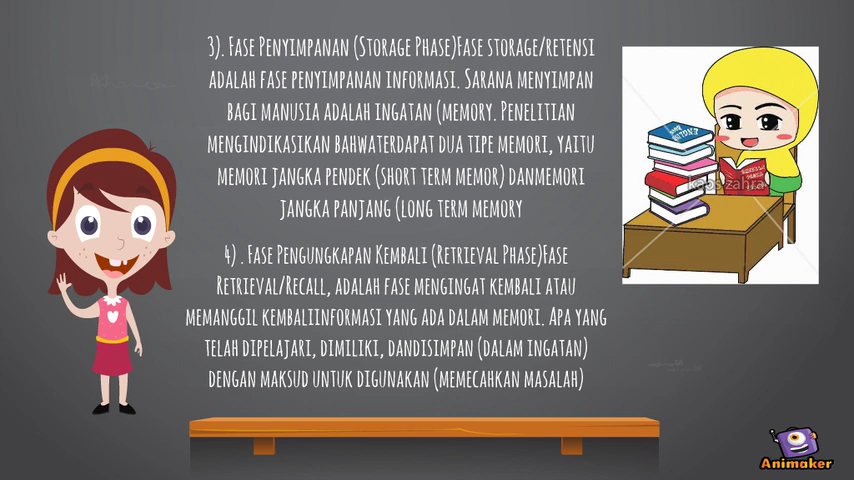 3). Fase Penyimpanan (Storage Phase)Fase storage/retensi
adalah fase penyimpanan informasi. Sarana menyimpan
bagi manusia adalah ingatan (memory. Penelitian
mengindikasikan bahwaterdapat dua tipe memori, yaitu
memori jangka pendek (short term memor) danmemori
jangka panjang (long term memory
4) . Fase Pengungkapan Kembali (Retrieval Phase)Fase
Retrieval/Recall, adalah fase mengingat kembali atau
memanggil kembaliinformasi yang ada dalam memori. Apa yang
telah dipelajari, dimiliki, dandisimpan (dalam ingatan)
dengan maksud untuk digunakan (memecahkan masalah)
kaos zahra
Animaker